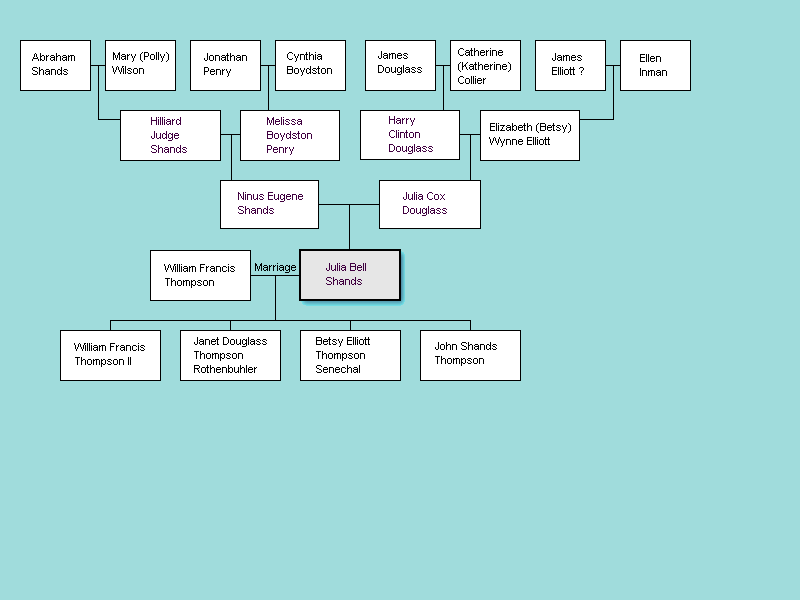 Abraham
Shands
Mary (Polly)
Wilson
Jonathan
Penry
Cynthia
Boydston
James
Douglass
Catherine
(Katherine)
Collier
James
Elliott ?
Ellen
Inman
Hilliard
Judge
Shands
Melissa
Boydston
Penry
Harry
Clinton
Douglass
Elizabeth (Betsy)
Wynne Elliott
Ninus Eugene
Shands
Julia Cox
Douglass
William Francis
Thompson
Marriage
Julia Bell
Shands
William Francis
Thompson II
Janet Douglass
Thompson
Rothenbuhler
Betsy Elliott
Thompson
Senechal
John Shands
Thompson